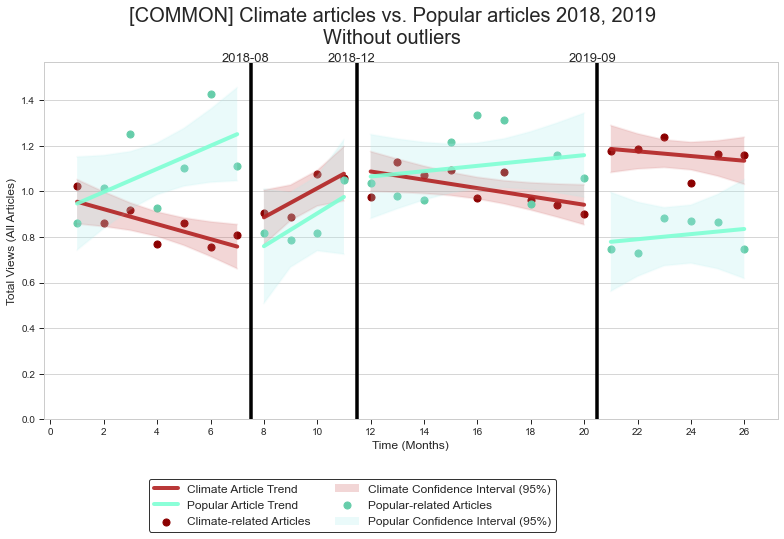 [COMMON] Climate articles vs. Popular articles 2018, 2019
Without outliers
2018-08 2018-12 2019-09
Total Views (All Articles)
1.4
1.2
1.0
0.8
0.6
0.4
0.2
0.0
0 2 4 6 8 10 12 14 16 18 20 22 24 26
Time (Months)
Climate Article Trend
Popular Article Trend
Climate-related Articles
Climate Confidence Interval (95%)
Popular-related Articles
Popular Confidence Interval (95%)